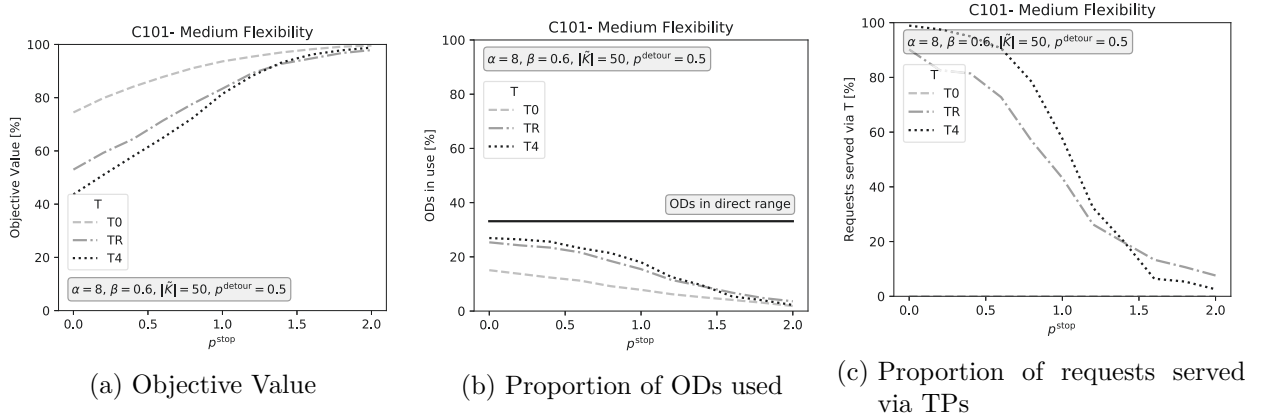 C101- Medium Flexibility
Objective Value [%]
100
80
60
40
20
0
T
T0
TR
T4
α = 8, β = 0.6, |K̃| = 50, p^detour = 0.5
0.0 0.5 1.0 1.5 2.0
p^stop
(a) Objective Value
C101- Medium Flexibility
ODs in use [%]
100
80
60
40
20
0
α = 8, β = 0.6, |K̃| = 50, p^detour = 0.5
T
T0
TR
T4
ODs in direct range
0.0 0.5 1.0 1.5 2.0
p^stop
(b) Proportion of ODs used
C101- Medium Flexibility
Requests served via T [%]
100
80
60
40
20
0
α = 8, β = 0.6, |K̃| = 50, p^detour = 0.5
T
T0
TR
T4
0.0 0.5 1.0 1.5 2.0
p^stop
(c) Proportion of requests served
via TPs